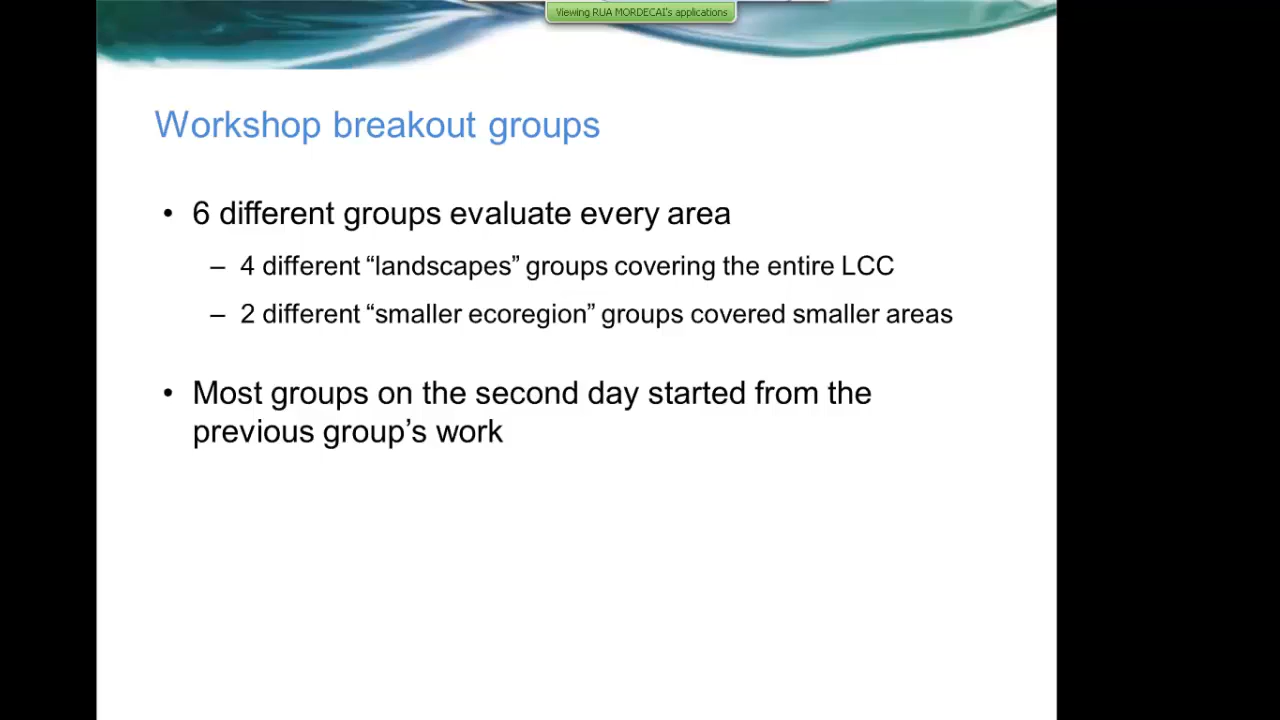 Viewing RUA MORDECAI's applications
Workshop breakout groups
• 6 different groups evaluate every area
– 4 different “landscapes” groups covering the entire LCC
– 2 different “smaller ecoregion” groups covered smaller areas
• Most groups on the second day started from the
previous group’s work